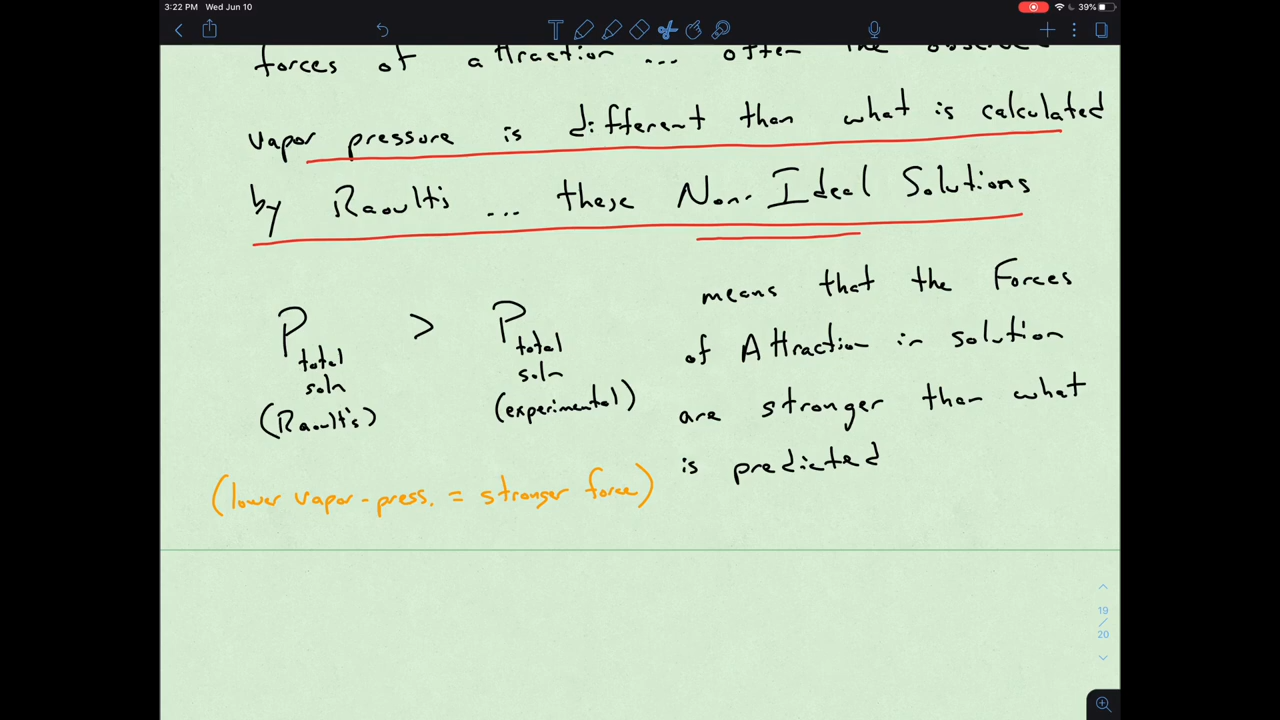 3:22 PM Wed Jun 10
39%
forces of attraction ... often the observed
vapor pressure is different than what is calculated
by Raoult's ... these Non-Ideal Solutions
P total soln (Raoult's) > P total soln (experimental)
(lower vapor-press. = stronger force)
means that the Forces
of Attraction in solution
are stronger than what
is predicted
19
/
20